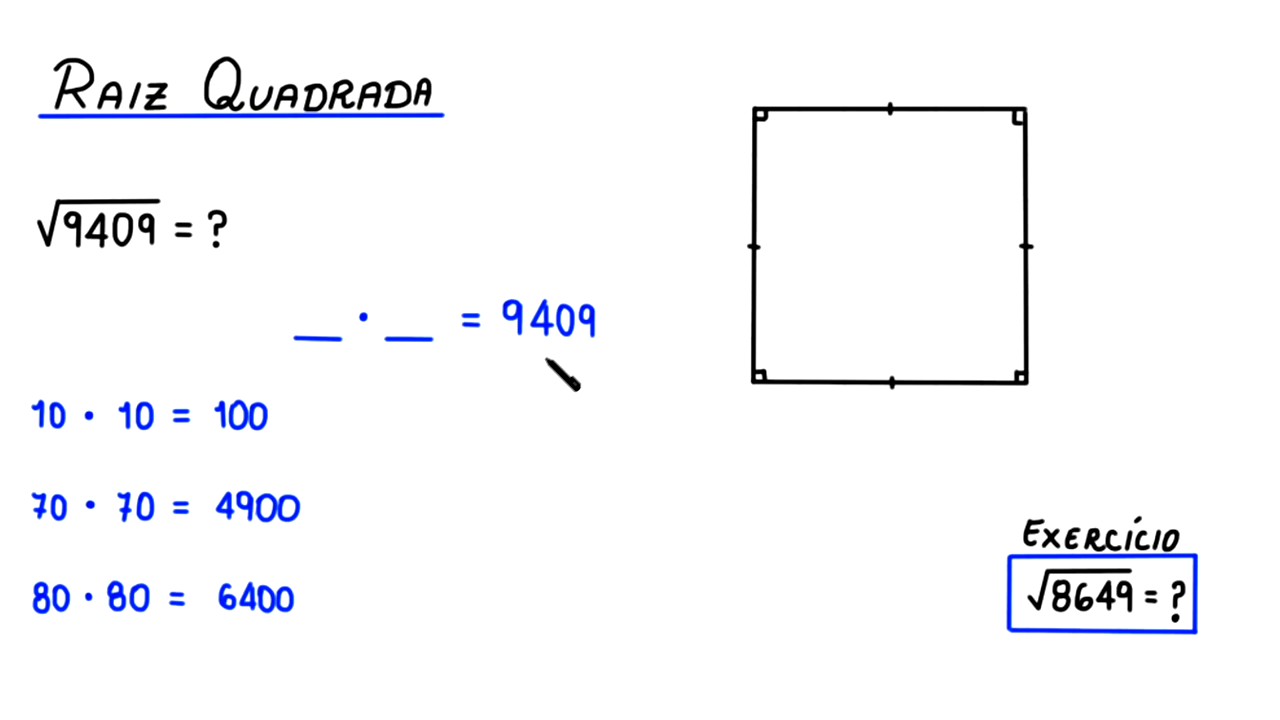 RAIZ QUADRADA
√9409 = ?
__ · __ = 9409
10 · 10 = 100
70 · 70 = 4900
80 · 80 = 6400
EXERCÍCIO
√8649 = ?